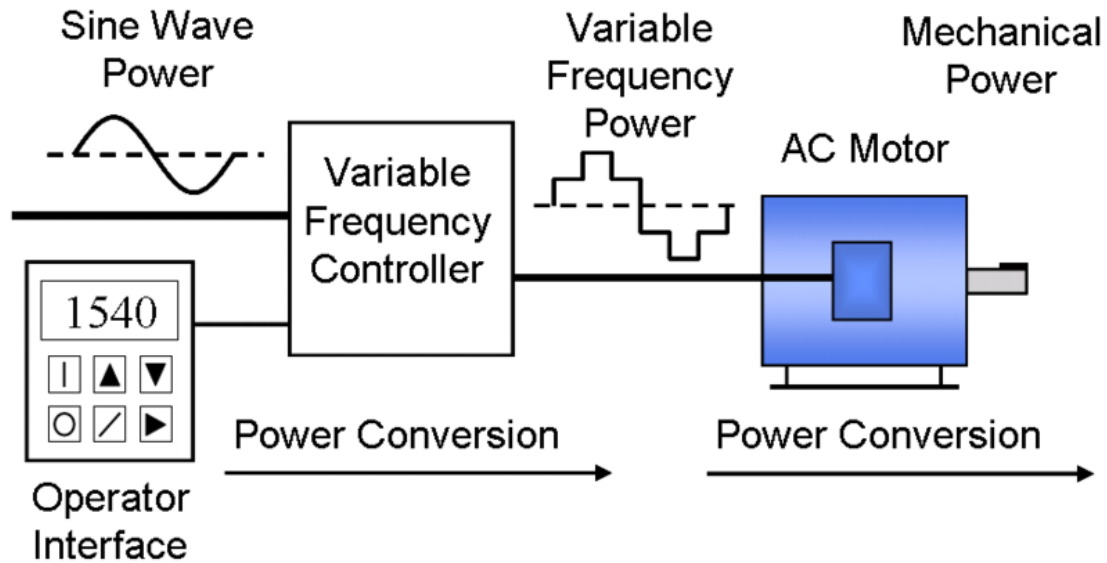 Sine Wave
Power
Variable
Frequency
Power
Mechanical
Power
AC Motor
Variable
Frequency
Controller
1540
Power Conversion
Power Conversion
Operator
Interface